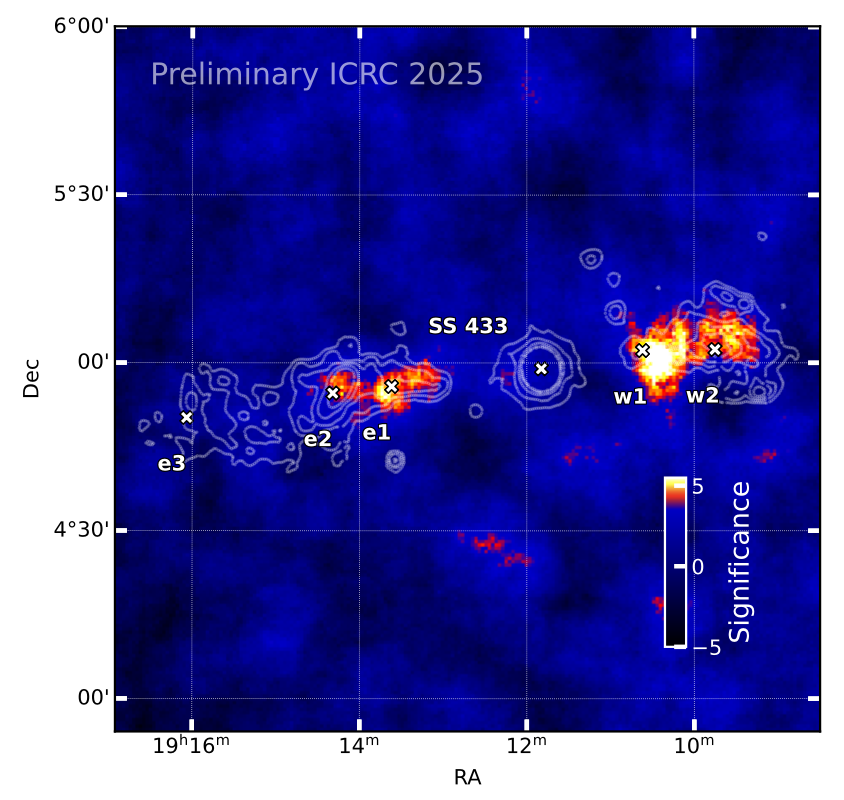 6°00'
Preliminary ICRC 2025
5°30'
SS 433
00'
w1
w2
e2
e1
e3
5
4°30'
0
Significance
−5
00'
19ʰ16ᵐ
14ᵐ
12ᵐ
10ᵐ
Dec
RA